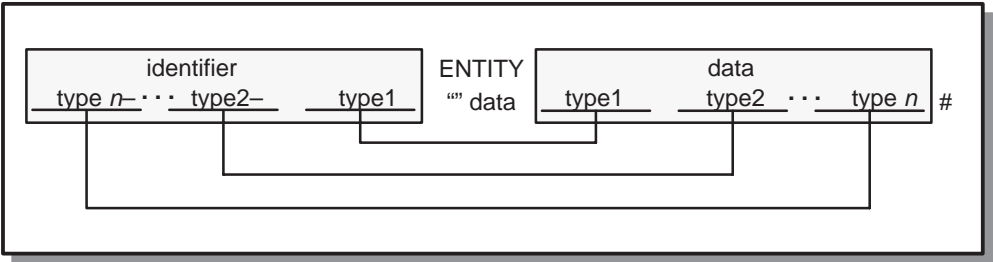 identifier ENTITY data
type n– ··· type2– type1 “” data type1 type2 ··· type n #